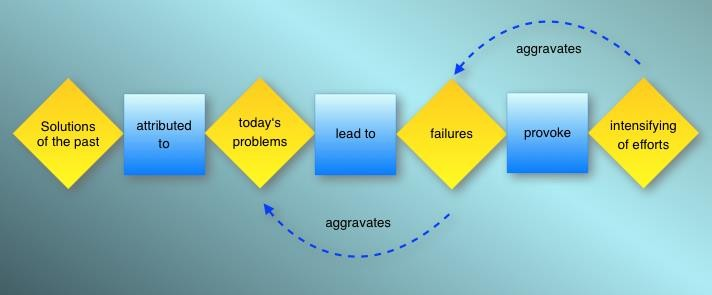 aggravates
Solutions
of the past
attributed
to
today's
problems
lead to
failures
provoke
intensifying
of efforts
aggravates